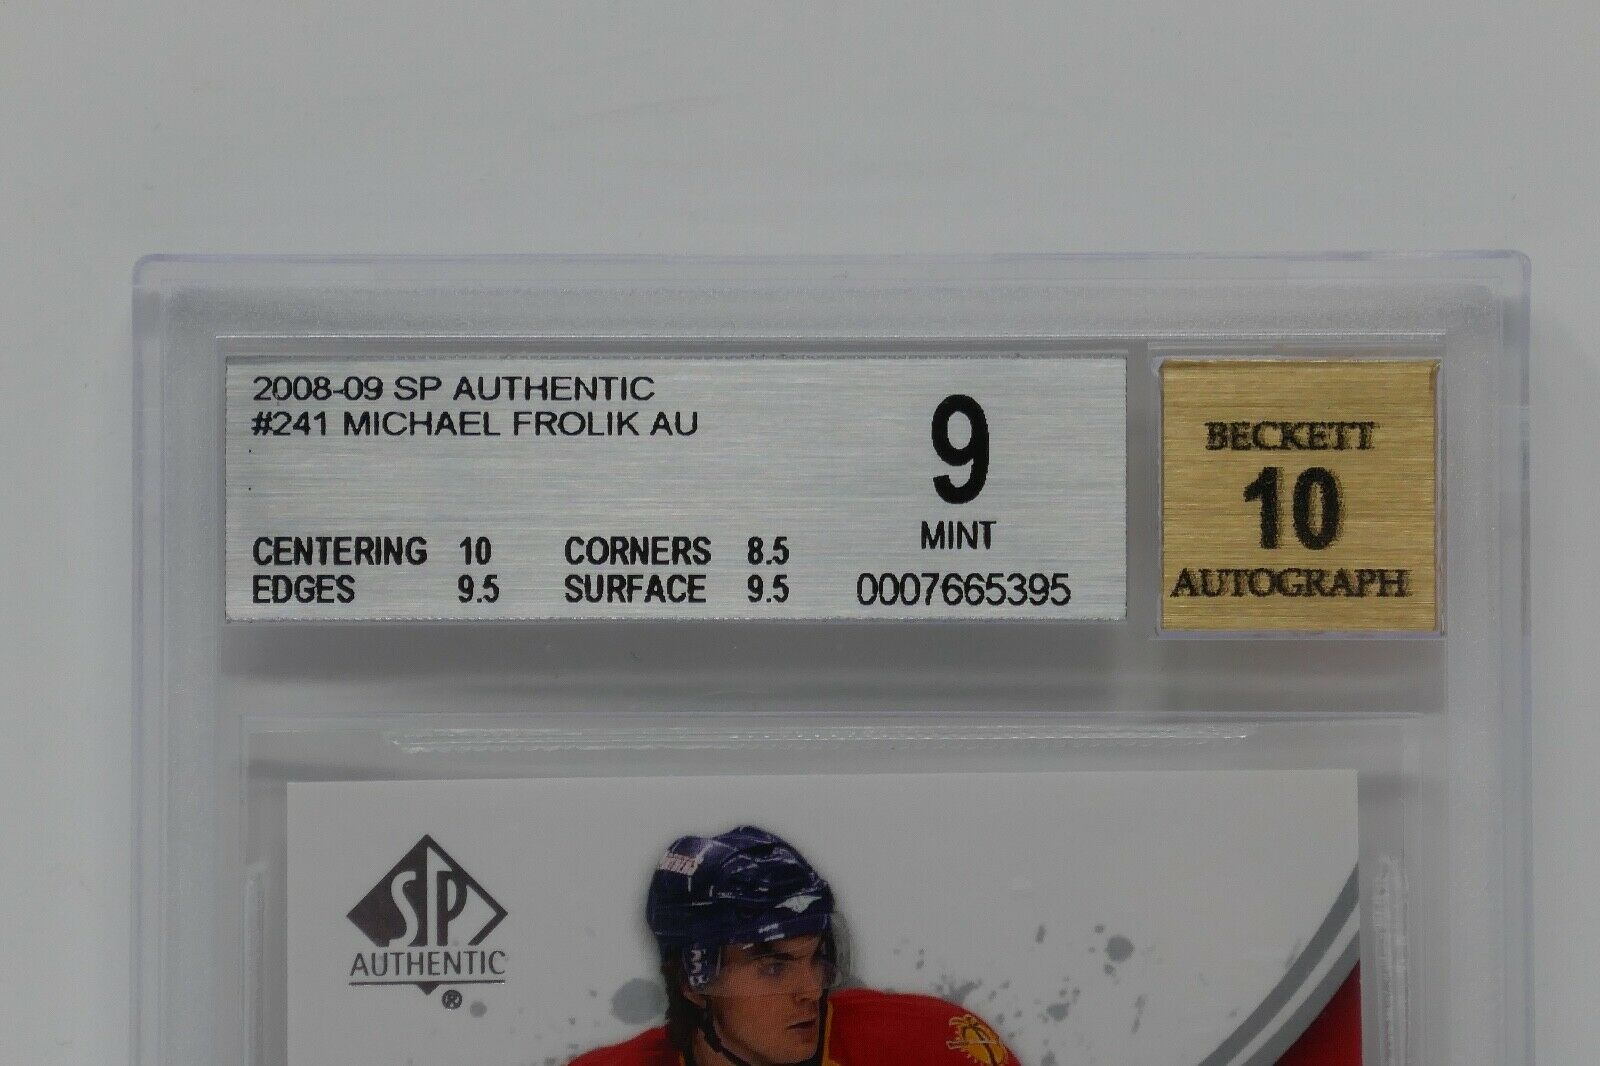 2008-09 SP AUTHENTIC
#241 MICHAEL FROLIK AU
9
MINT
CENTERING 10 CORNERS 8.5
EDGES 9.5 SURFACE 9.5
0007665395
BECKETT
10
AUTOGRAPH
SP
AUTHENTIC
®